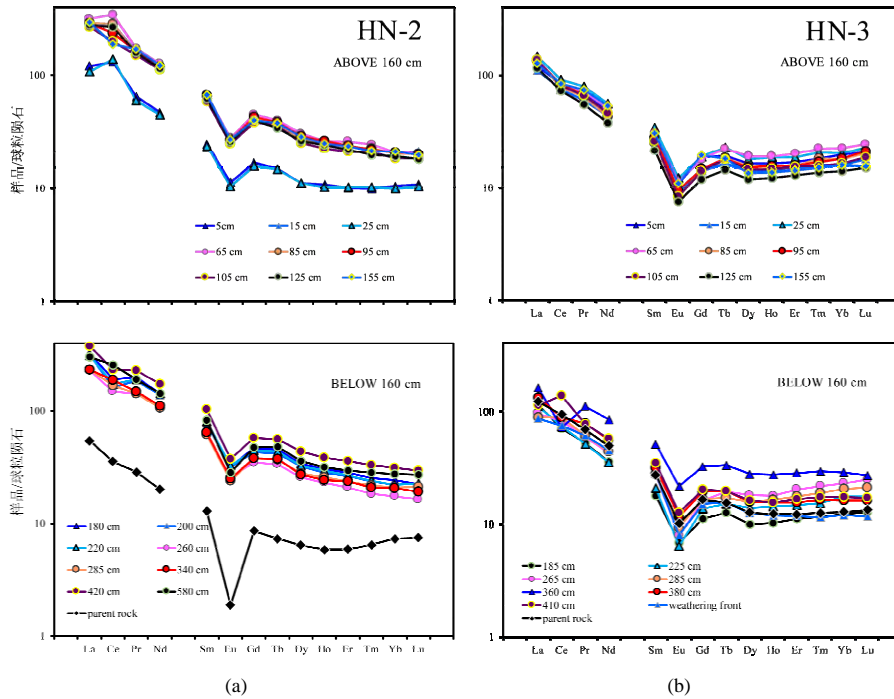 HN-2
ABOVE 160 cm
样品/球粒陨石
100
10
1
5cm 15 cm 25 cm
65 cm 85 cm 95 cm
105 cm 125 cm 155 cm
HN-3
ABOVE 160 cm
100
10
1
5cm 15 cm 25 cm
65 cm 85 cm 95 cm
105 cm 125 cm 155 cm
La Ce Pr Nd Sm Eu Gd Tb Dy Ho Er Tm Yb Lu
BELOW 160 cm
样品/球粒陨石
100
10
1
180 cm 200 cm
220 cm 260 cm
285 cm 340 cm
420 cm 580 cm
parent rock
La Ce Pr Nd Sm Eu Gd Tb Dy Ho Er Tm Yb Lu
(a)
BELOW 160 cm
100
10
1
185 cm 225 cm
265 cm 285 cm
360 cm 380 cm
410 cm weathering front
parent rock
La Ce Pr Nd Sm Eu Gd Tb Dy Ho Er Tm Yb Lu
(b)